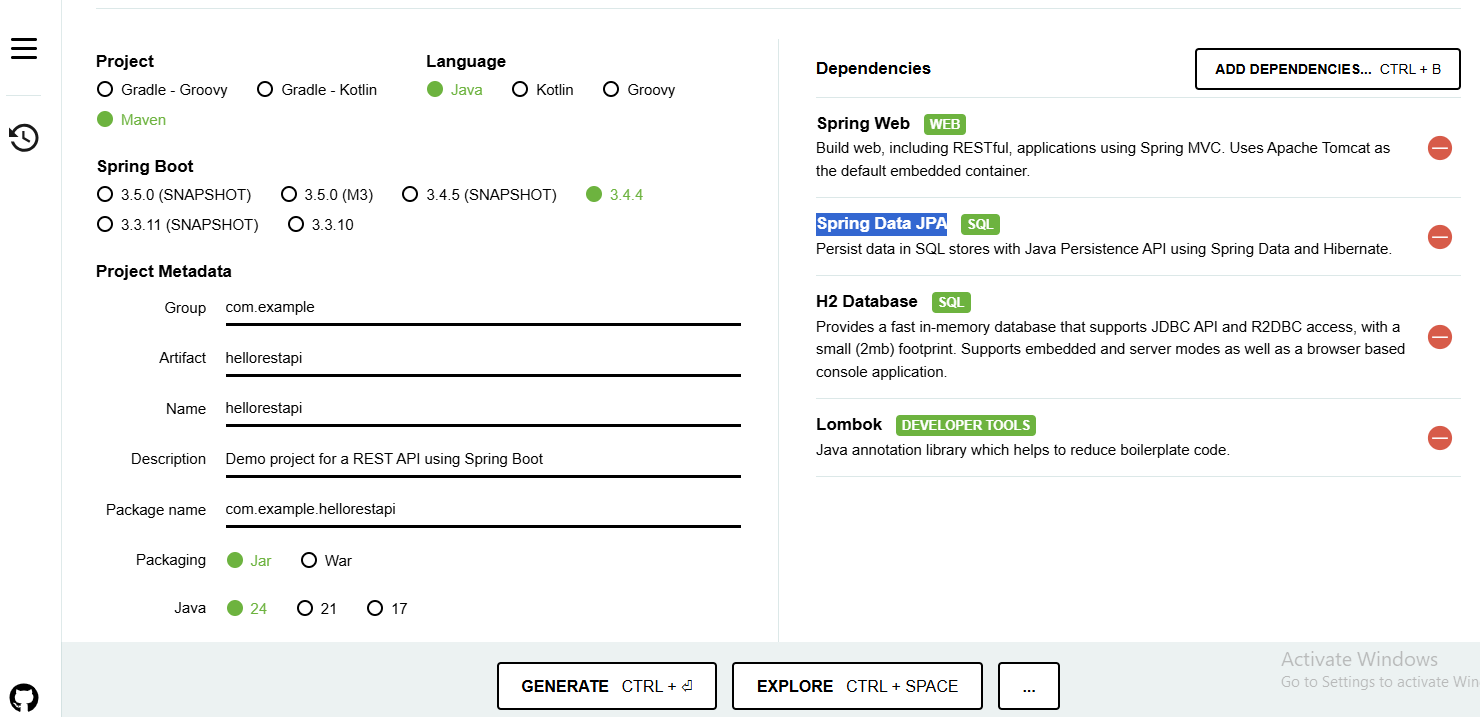 Project
Gradle - Groovy Gradle - Kotlin
Maven
Language
Java Kotlin Groovy
Spring Boot
3.5.0 (SNAPSHOT) 3.5.0 (M3) 3.4.5 (SNAPSHOT) 3.4.4
3.3.11 (SNAPSHOT) 3.3.10
Project Metadata
Group com.example
Artifact hellorestapi
Name hellorestapi
Description Demo project for a REST API using Spring Boot
Package name com.example.hellorestapi
Packaging Jar War
Java 24 21 17
Dependencies
ADD DEPENDENCIES... CTRL + B
Spring Web WEB
Build web, including RESTful, applications using Spring MVC. Uses Apache Tomcat as
the default embedded container.
Spring Data JPA SQL
Persist data in SQL stores with Java Persistence API using Spring Data and Hibernate.
H2 Database SQL
Provides a fast in-memory database that supports JDBC API and R2DBC access, with a
small (2mb) footprint. Supports embedded and server modes as well as a browser based
console application.
Lombok DEVELOPER TOOLS
Java annotation library which helps to reduce boilerplate code.
GENERATE CTRL + ⏎
EXPLORE CTRL + SPACE
...
Activate Windows
Go to Settings to activate Win